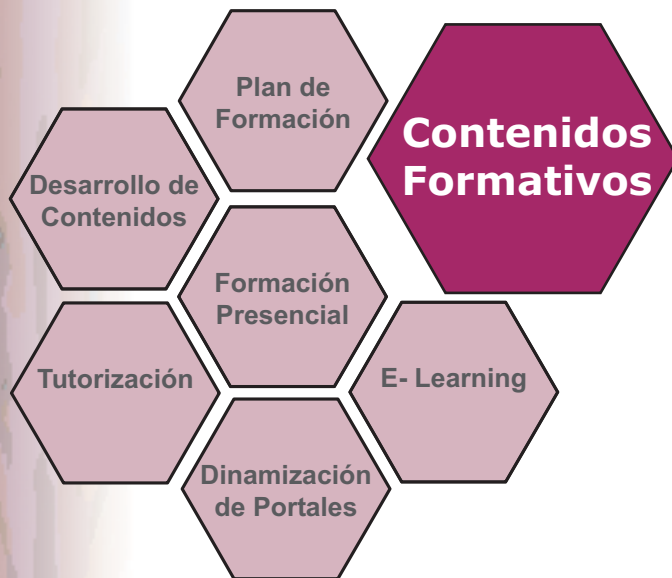 Plan de
Formación
Contenidos
Formativos
Desarrollo de
Contenidos
Formación
Presencial
Tutorización
E- Learning
Dinamización
de Portales